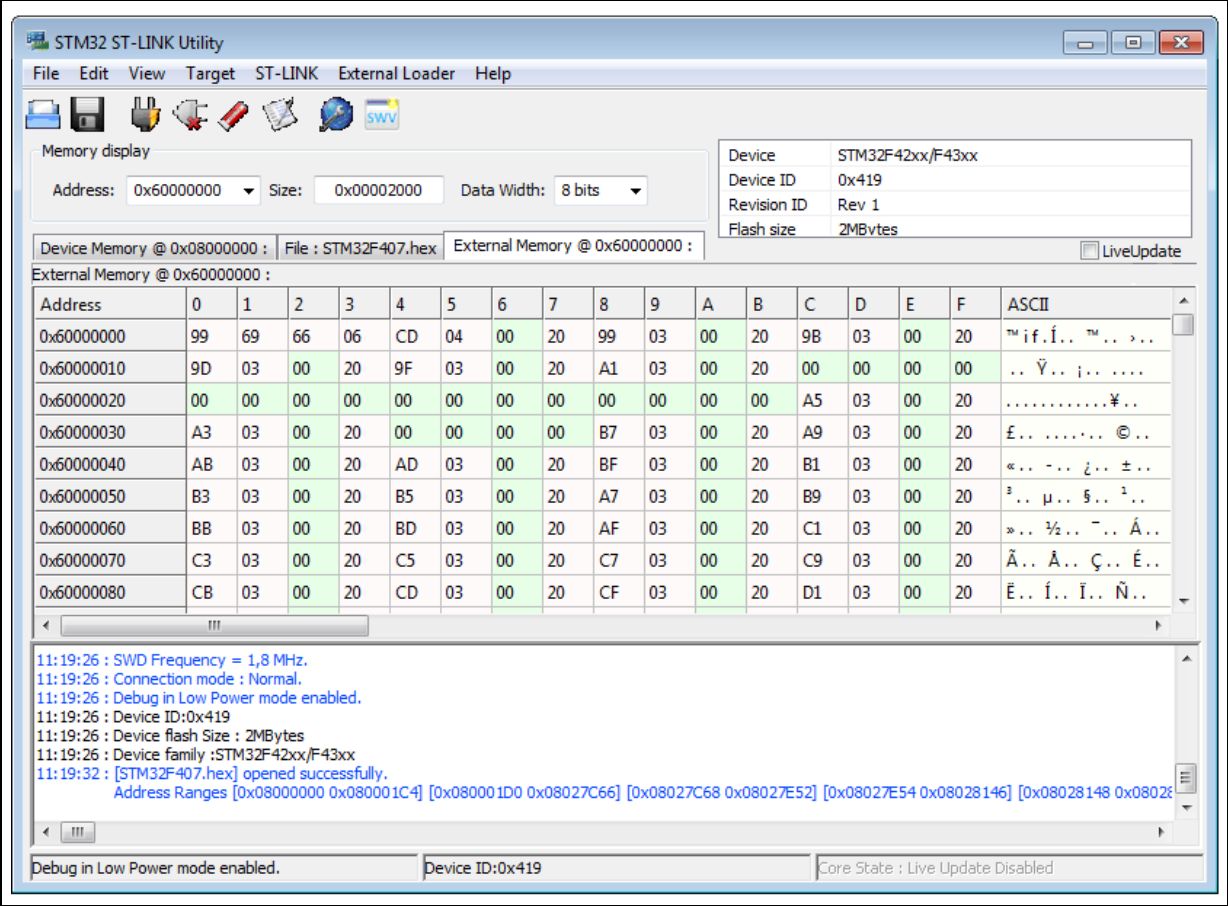 STM32 ST-LINK Utility
File Edit View Target ST-LINK External Loader Help
SWV
Memory display
Address: 0x60000000 Size: 0x00002000 Data Width: 8 bits
Device STM32F42xx/F43xx
Device ID 0x419
Revision ID Rev 1
Flash size 2MBytes
Device Memory @ 0x08000000 : File : STM32F407.hex External Memory @ 0x60000000 :
LiveUpdate
External Memory @ 0x60000000 :
Address 0 1 2 3 4 5 6 7 8 9 A B C D E F ASCII
0x60000000 99 69 66 06 CD 04 00 20 99 03 00 20 9B 03 00 20 ™if.Í.. ™.. ›..
0x60000010 9D 03 00 20 9F 03 00 20 A1 03 00 20 00 00 00 00 .. Ÿ.. ¡.. ....
0x60000020 00 00 00 00 00 00 00 00 00 00 00 00 A5 03 00 20 ............¥..
0x60000030 A3 03 00 20 00 00 00 00 B7 03 00 20 A9 03 00 20 £.. ....·.. ©..
0x60000040 AB 03 00 20 AD 03 00 20 BF 03 00 20 B1 03 00 20 «.. -.. ¿.. ±..
0x60000050 B3 03 00 20 B5 03 00 20 A7 03 00 20 B9 03 00 20 ³.. µ.. §.. ¹..
0x60000060 BB 03 00 20 BD 03 00 20 AF 03 00 20 C1 03 00 20 ».. ½.. ¯.. Á..
0x60000070 C3 03 00 20 C5 03 00 20 C7 03 00 20 C9 03 00 20 Ã.. Å.. Ç.. É..
0x60000080 CB 03 00 20 CD 03 00 20 CF 03 00 20 D1 03 00 20 Ë.. Í.. Ï.. Ñ..
11:19:26 : SWD Frequency = 1,8 MHz.
11:19:26 : Connection mode : Normal.
11:19:26 : Debug in Low Power mode enabled.
11:19:26 : Device ID:0x419
11:19:26 : Device flash Size : 2MBytes
11:19:26 : Device family :STM32F42xx/F43xx
11:19:32 : [STM32F407.hex] opened successfully.
Address Ranges [0x08000000 0x080001C4] [0x080001D0 0x08027C66] [0x08027C68 0x08027E52] [0x08027E54 0x08028146] [0x08028148 0x08028
Debug in Low Power mode enabled. Device ID:0x419 Core State : Live Update Disabled